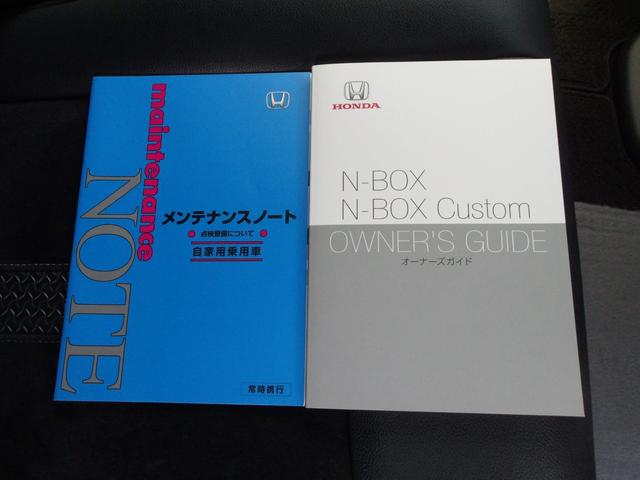 maintenance
NOTE
メンテナンスノート
点検整備について
自家用乗用車
常時携行
HONDA
N-BOX
N-BOX Custom
OWNER'S GUIDE
オーナーズガイド